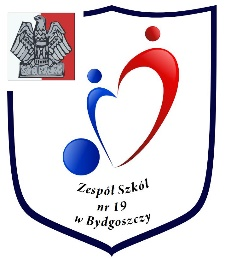 Zespół Szkół
nr 19
w Bydgoszczy